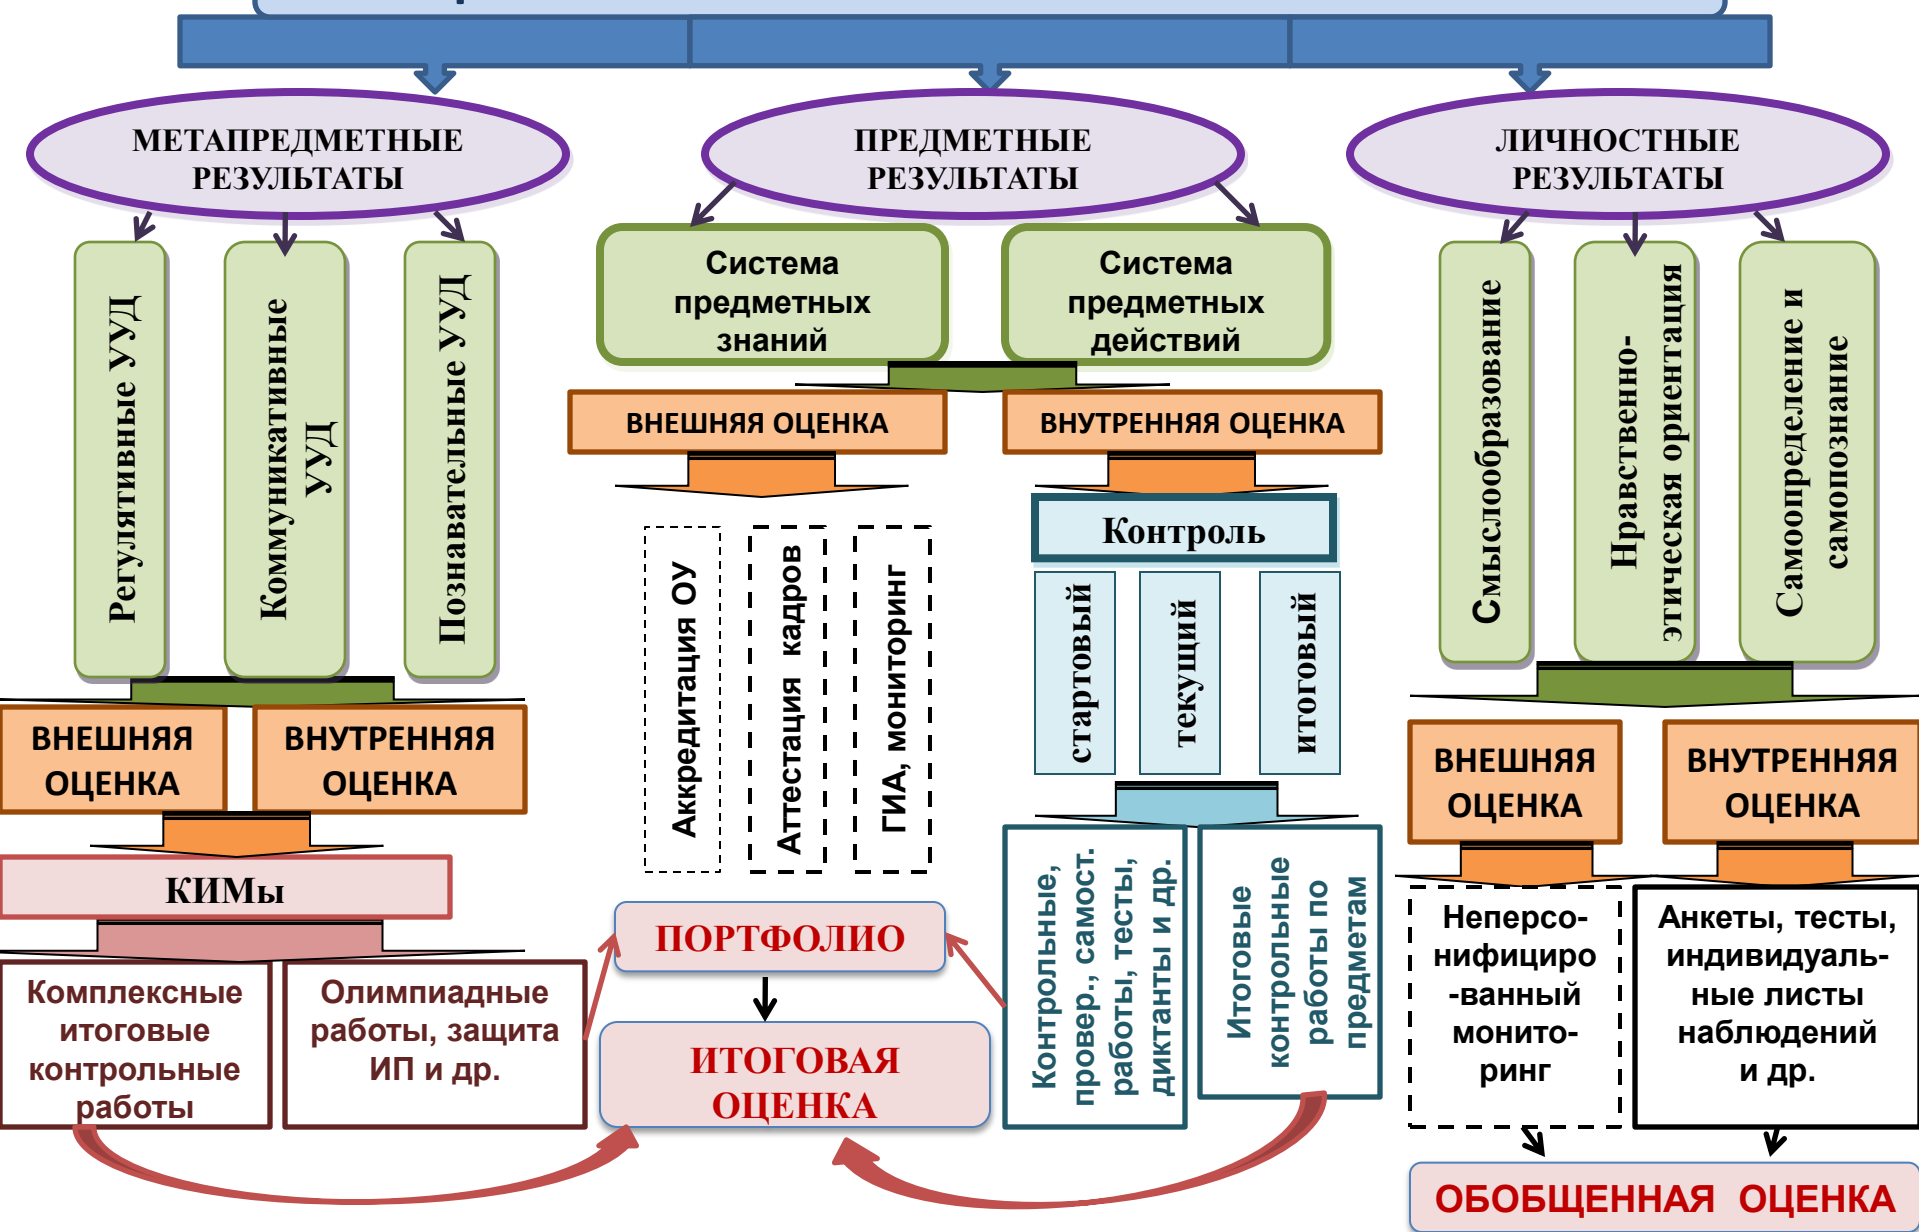 МЕТАПРЕДМЕТНЫЕ
РЕЗУЛЬТАТЫ
Регулятивные УУД
Коммуникативные
УУД
Познавательные УУД
ВНЕШНЯЯ
ОЦЕНКА
ВНУТРЕННЯЯ
ОЦЕНКА
КИМы
Комплексные
итоговые
контрольные
работы
Олимпиадные
работы, защита
ИП и др.
ПРЕДМЕТНЫЕ
РЕЗУЛЬТАТЫ
Система
предметных
знаний
Система
предметных
действий
ВНЕШНЯЯ ОЦЕНКА
ВНУТРЕННЯЯ ОЦЕНКА
Аккредитация ОУ
Аттестация кадров
ГИА, мониторинг
Контроль
стартовый
текущий
итоговый
Контрольные,
провер., самост.
работы, тесты,
диктанты и др.
Итоговые
контрольные
работы по
предметам
ПОРТФОЛИО
ИТОГОВАЯ
ОЦЕНКА
ЛИЧНОСТНЫЕ
РЕЗУЛЬТАТЫ
Смыслообразование
Нравственно-
этическая ориентация
Самоопределение и
самопознание
ВНЕШНЯЯ
ОЦЕНКА
ВНУТРЕННЯЯ
ОЦЕНКА
Неперсо-
нифициро
-ванный
монито-
ринг
Анкеты, тесты,
индивидуаль-
ные листы
наблюдений
и др.
ОБОБЩЕННАЯ ОЦЕНКА